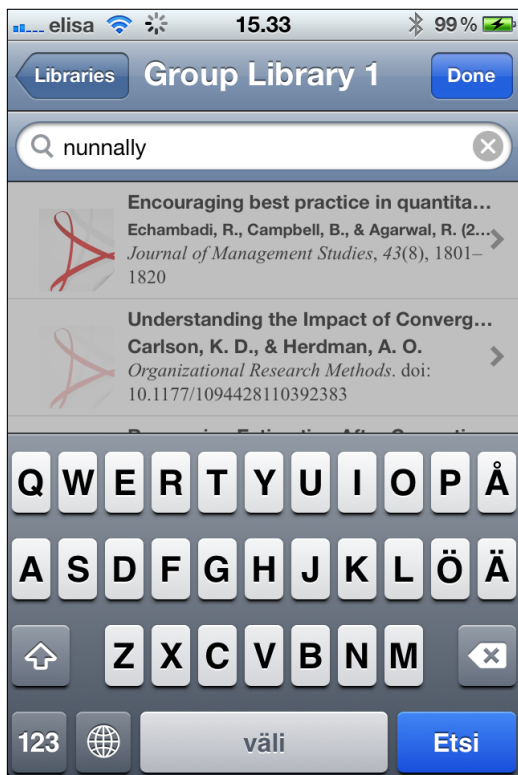 elisa 15.33 99 %
Libraries Group Library 1 Done
nunnally
Encouraging best practice in quantita...
Echambadi, R., Campbell, B., & Agarwal, R. (2...
Journal of Management Studies, 43(8), 1801–
1820
Understanding the Impact of Converg...
Carlson, K. D., & Herdman, A. O.
Organizational Research Methods. doi:
10.1177/1094428110392383
Q W E R T Y U I O P Å
A S D F G H J K L Ö Ä
Z X C V B N M
123 väli Etsi